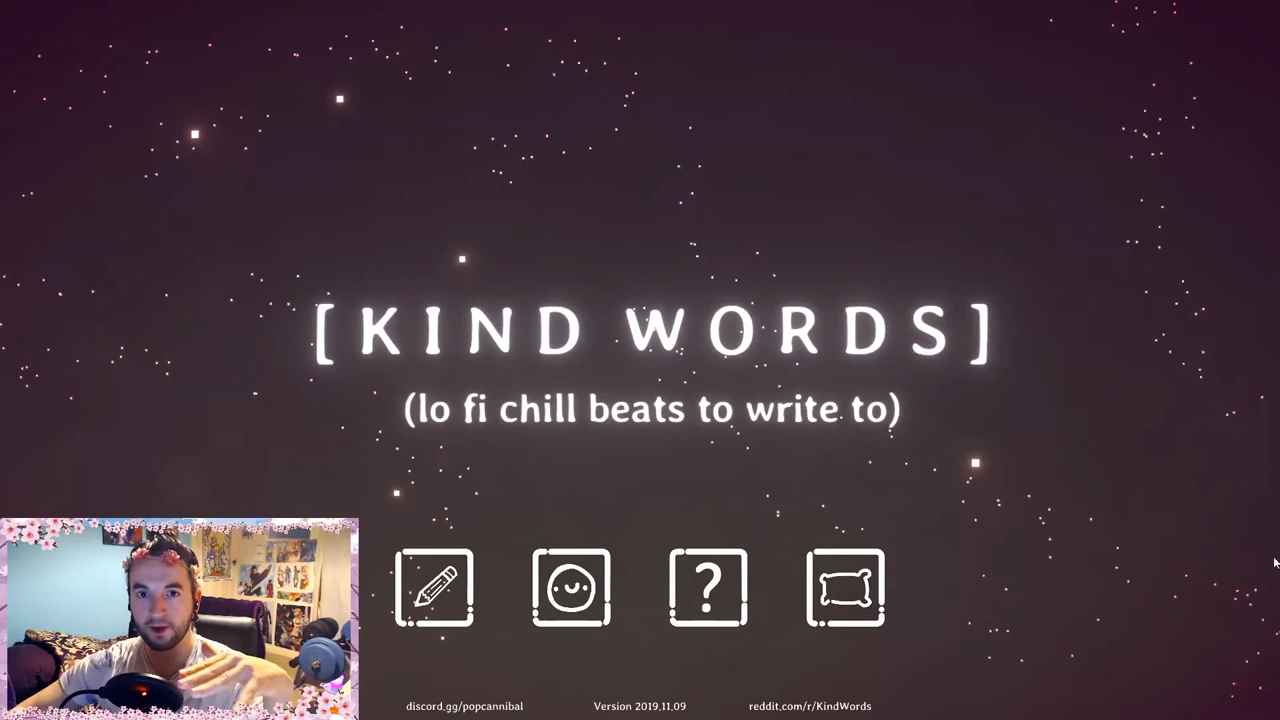 [KIND WORDS]
(lo fi chill beats to write to)
?
discord.gg/popcannibal
Version 2019.11.09
reddit.com/r/KindWords